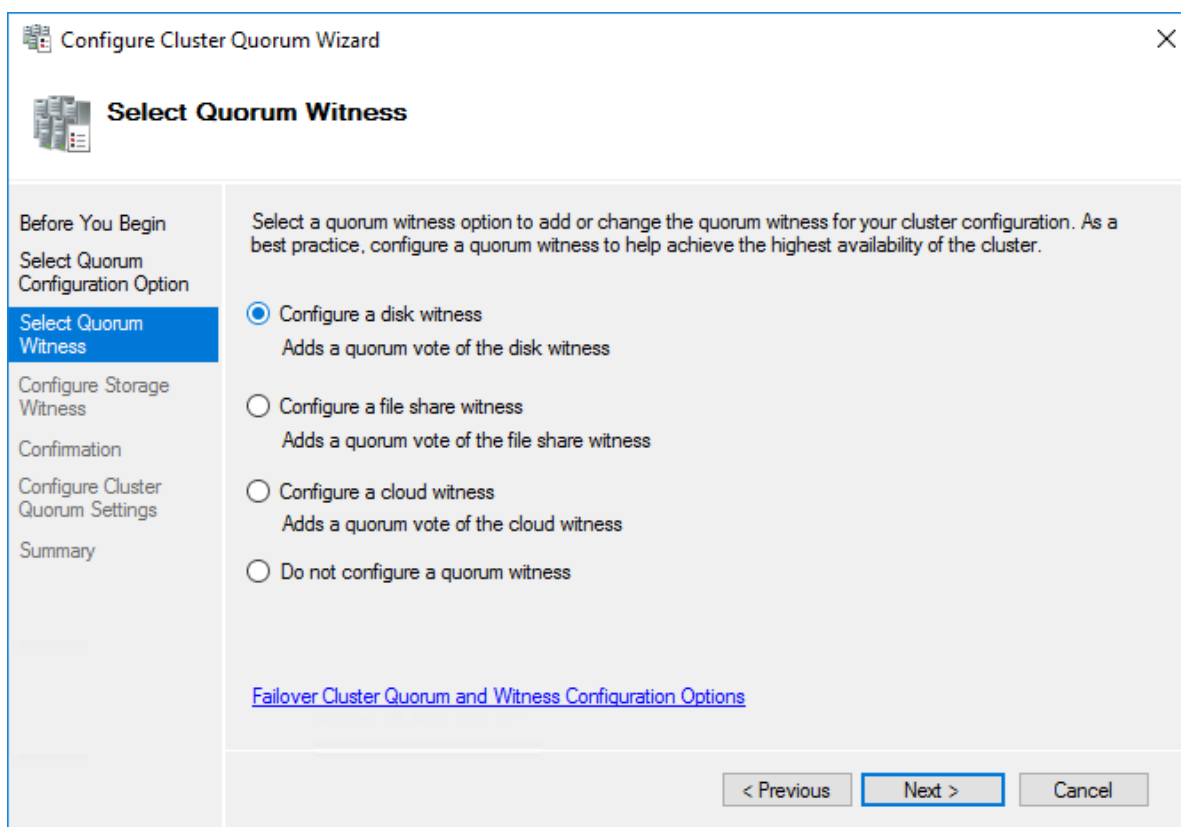 Configure Cluster Quorum Wizard
Select Quorum Witness
Before You Begin
Select Quorum
Configuration Option
Select Quorum
Witness
Configure Storage
Witness
Confirmation
Configure Cluster
Quorum Settings
Summary
Select a quorum witness option to add or change the quorum witness for your cluster configuration. As a
best practice, configure a quorum witness to help achieve the highest availability of the cluster.
Configure a disk witness
Adds a quorum vote of the disk witness
Configure a file share witness
Adds a quorum vote of the file share witness
Configure a cloud witness
Adds a quorum vote of the cloud witness
Do not configure a quorum witness
Failover Cluster Quorum and Witness Configuration Options
< Previous
Next >
Cancel